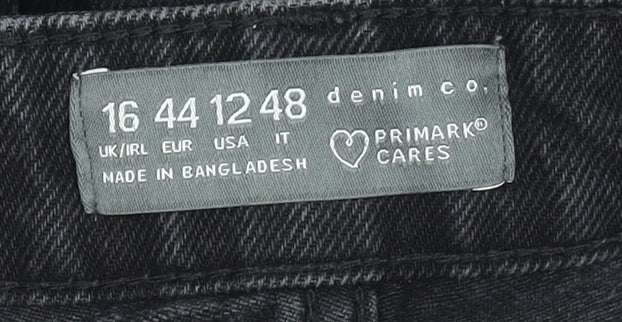 16 44 12 48
UK/IRL EUR USA IT
MADE IN BANGLADESH
denim co.
PRIMARK®
CARES